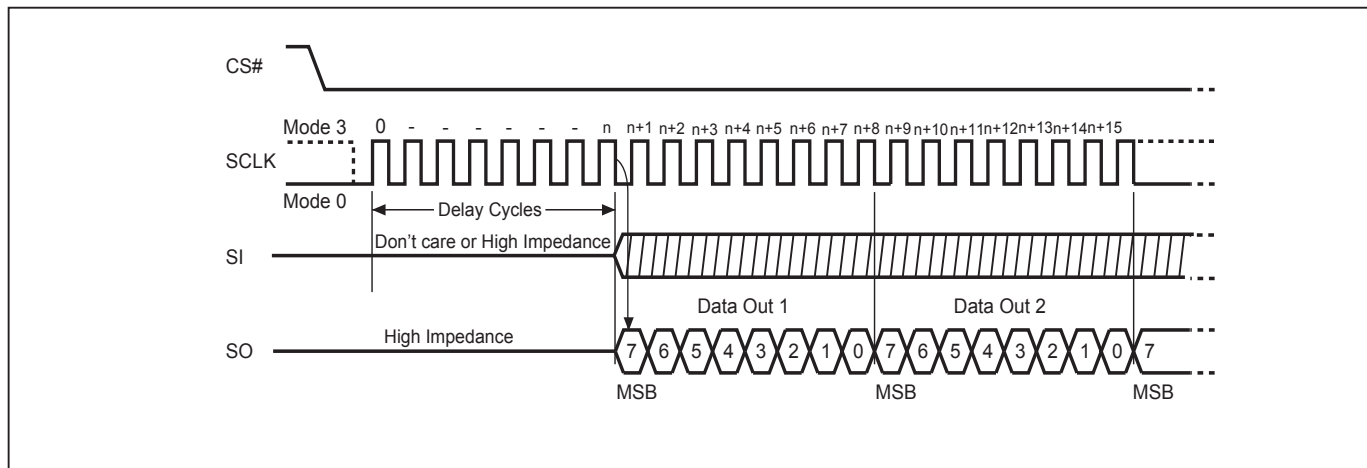 CS#
Mode 3 0 - - - - - - n n+1 n+2 n+3 n+4 n+5 n+6 n+7 n+8 n+9 n+10 n+11 n+12 n+13 n+14 n+15
SCLK
Mode 0
Delay Cycles
Don't care or High Impedance
SI
Data Out 1 Data Out 2
High Impedance
SO 7 6 5 4 3 2 1 0 7 6 5 4 3 2 1 0 7
MSB MSB MSB